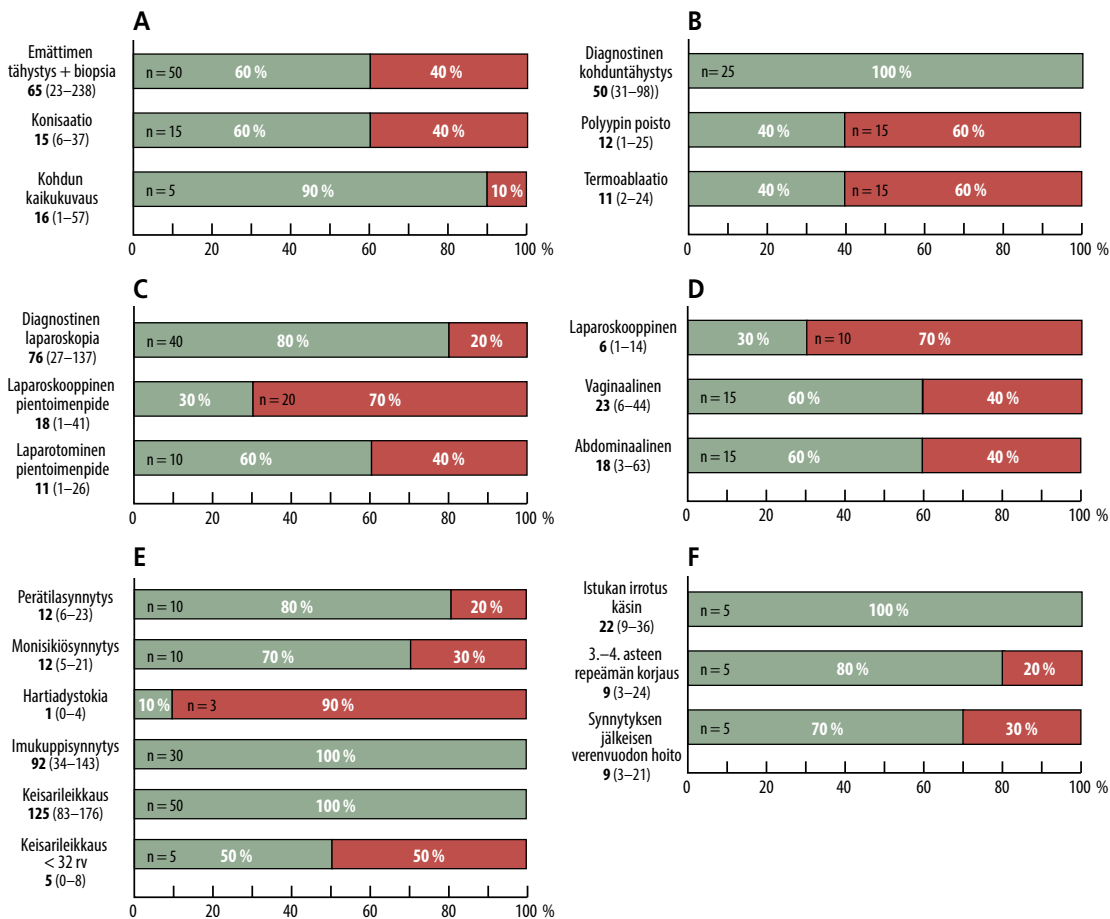 A
Emättimen
tähystys + biopsia
65 (23–238)
n = 50
60 %
40 %
Konisaatio
15 (6–37)
n = 15
60 %
40 %
Kohdun
kaikukuvaus
16 (1–57)
n = 5
90 %
10 %
0 20 40 60 80 100 %
B
Diagnostinen
kohduntähystys
50 (31–98))
n= 25
100 %
Polyypin poisto
12 (1–25)
40 %
n = 15
60 %
Termoablaatio
11 (2–24)
40 %
n = 15
60 %
0 20 40 60 80 100 %
C
Diagnostinen
laparoskopia
76 (27–137)
n = 40
80 %
20 %
Laparoskooppinen
pientoimenpide
18 (1–41)
30 %
n = 20
70 %
Laparotominen
pientoimenpide
11 (1–26)
n = 10
60 %
40 %
0 20 40 60 80 100 %
D
Laparoskooppinen
6 (1–14)
30 %
n = 10
70 %
Vaginaalinen
23 (6–44)
n = 15
60 %
40 %
Abdominaalinen
18 (3–63)
n = 15
60 %
40 %
0 20 40 60 80 100 %
E
Perätilasynnytys
12 (6–23)
n = 10
80 %
20 %
Monisikiösynnytys
12 (5–21)
n = 10
70 %
30 %
Hartiadystokia
1 (0–4)
10 %
n = 3
90 %
Imukuppisynnytys
92 (34–143)
n = 30
100 %
Keisarileikkaus
125 (83–176)
n = 50
100 %
Keisarileikkaus
< 32 rv
5 (0–8)
n = 5
50 %
50 %
0 20 40 60 80 100 %
F
Istukan irrotus
käsin
22 (9–36)
n = 5
100 %
3.–4. asteen
repeämän korjaus
9 (3–24)
n = 5
80 %
20 %
Synnytyksen
jälkeisen
verenvuodon hoito
9 (3–21)
n = 5
70 %
30 %
0 20 40 60 80 100 %